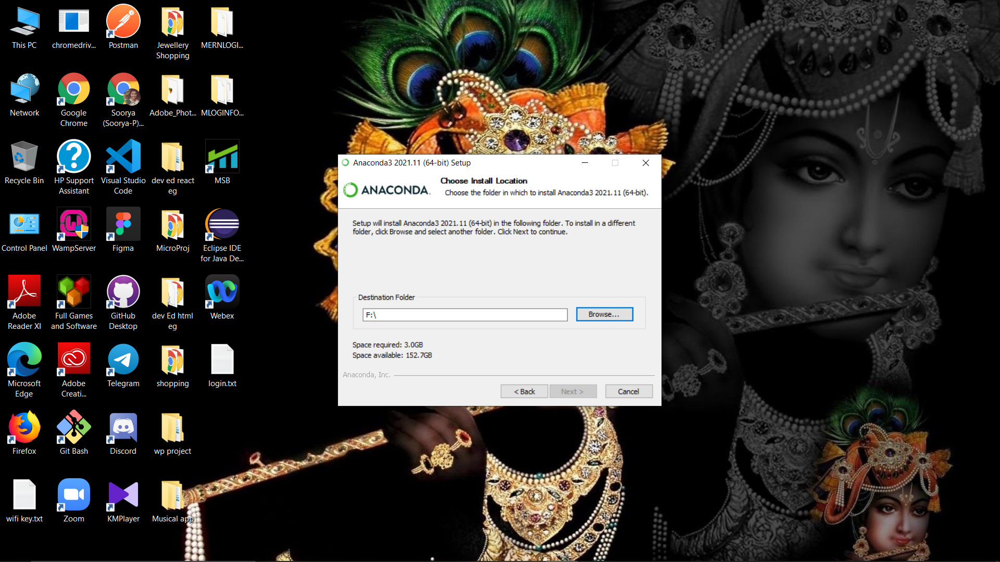 This PC
chromedriv...
Postman
Jewellery
Shopping
MERNLOGI...
Network
Google
Chrome
Soorya
(Soorya-P)...
Adobe_Phot...
MLOGINFO...
Recycle Bin
HP Support
Assistant
Visual Studio
Code
dev ed react
eg
MSB
Control Panel
WampServer
Figma
MicroProj
Eclipse IDE
for Java De...
Adobe
Reader XI
Full Games
and Software
GitHub
Desktop
dev Ed html
eg
Webex
Microsoft
Edge
Adobe
Creati...
Telegram
shopping
login.txt
Firefox
Git Bash
Discord
wp project
wifi key.txt
Zoom
KMPlayer
Musical app
Anaconda3 2021.11 (64-bit) Setup
ANACONDA.
Choose Install Location
Choose the folder in which to install Anaconda3 2021.11 (64-bit).
Setup will install Anaconda3 2021.11 (64-bit) in the following folder. To install in a different
folder, click Browse and select another folder. Click Next to continue.
Destination Folder
F:\
Browse...
Space required: 3.0GB
Space available: 152.7GB
Anaconda, Inc.
< Back
Next >
Cancel